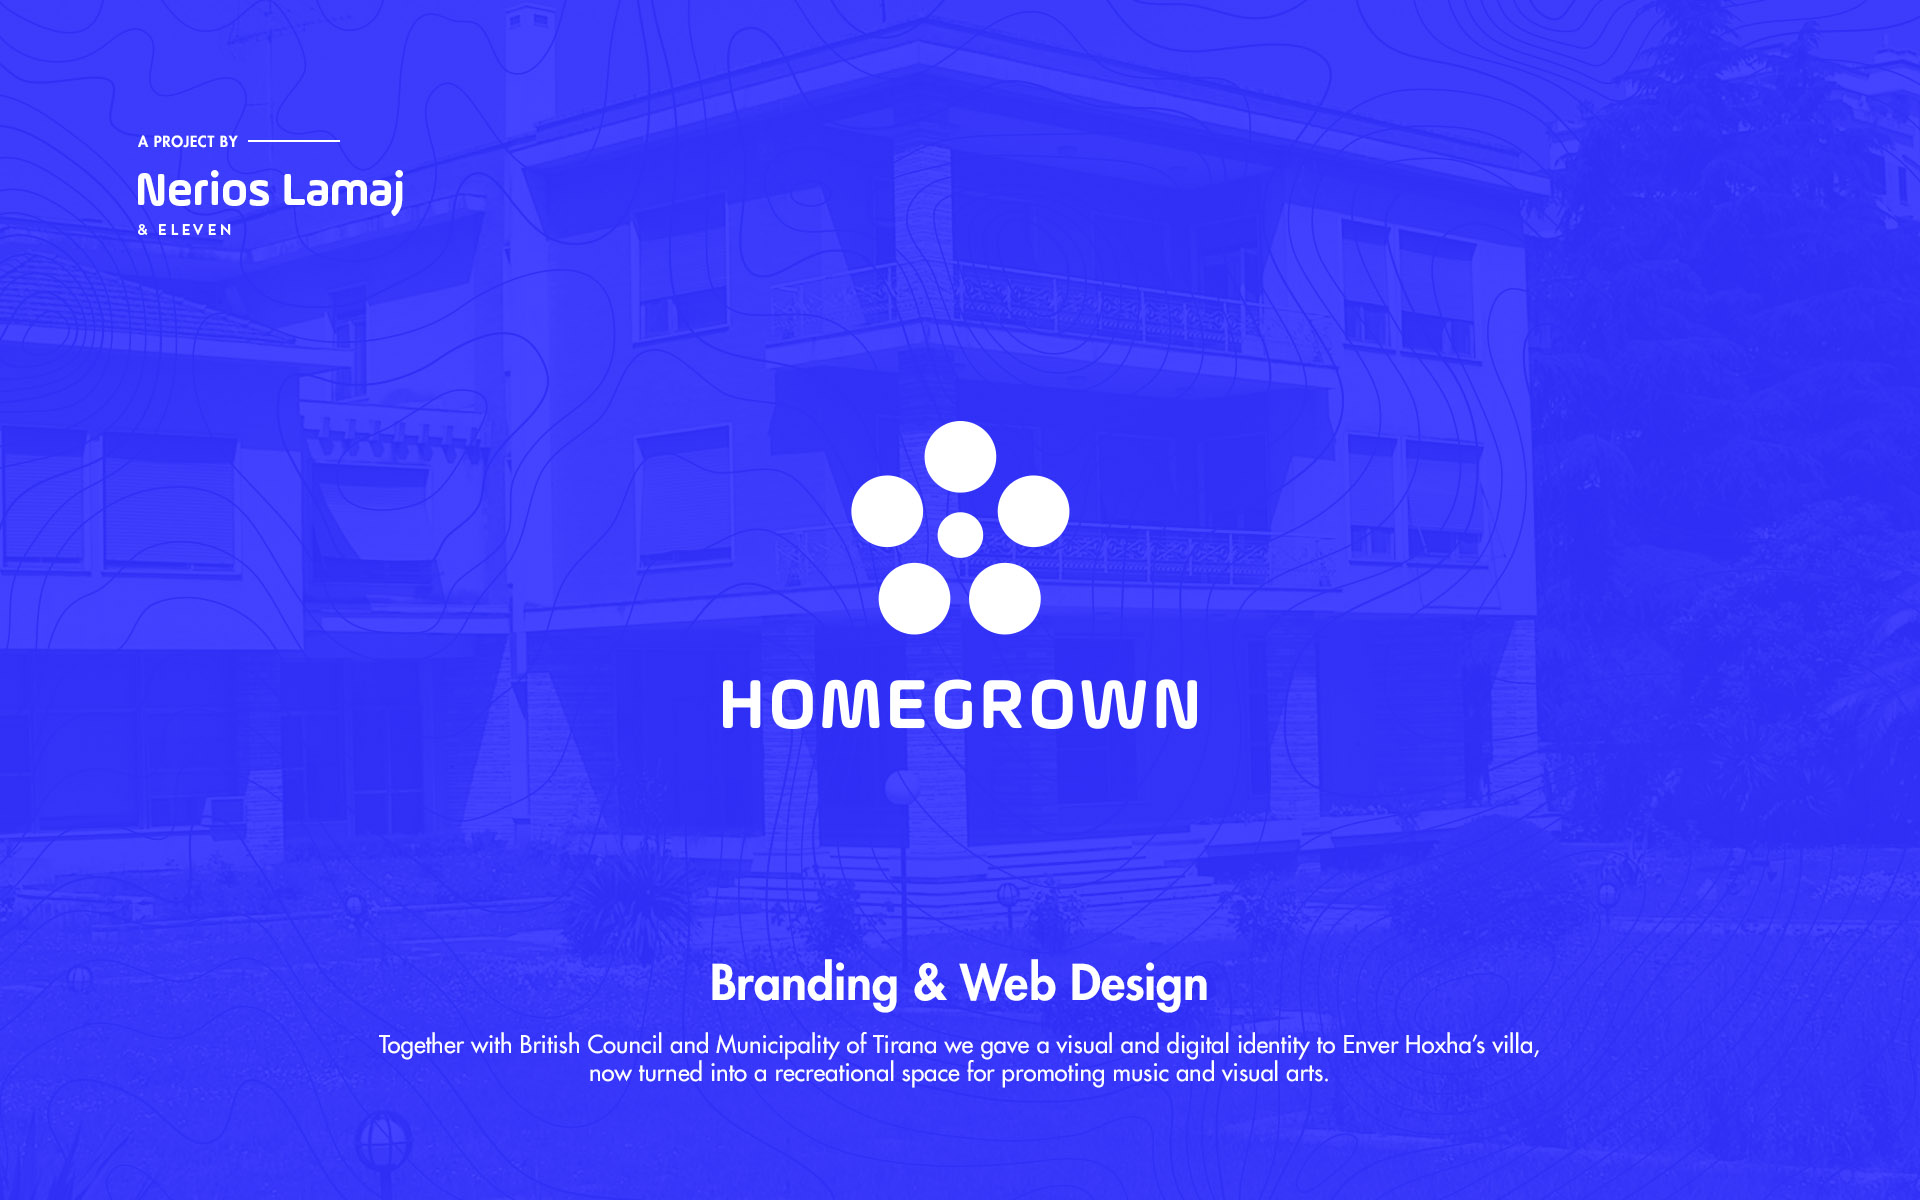 A PROJECT BY
Nerios Lamaj
& ELEVEN
HOMEGROWN
Branding & Web Design
Together with British Council and Municipality of Tirana we gave a visual and digital identity to Enver Hoxha's villa,
now turned into a recreational space for promoting music and visual arts.